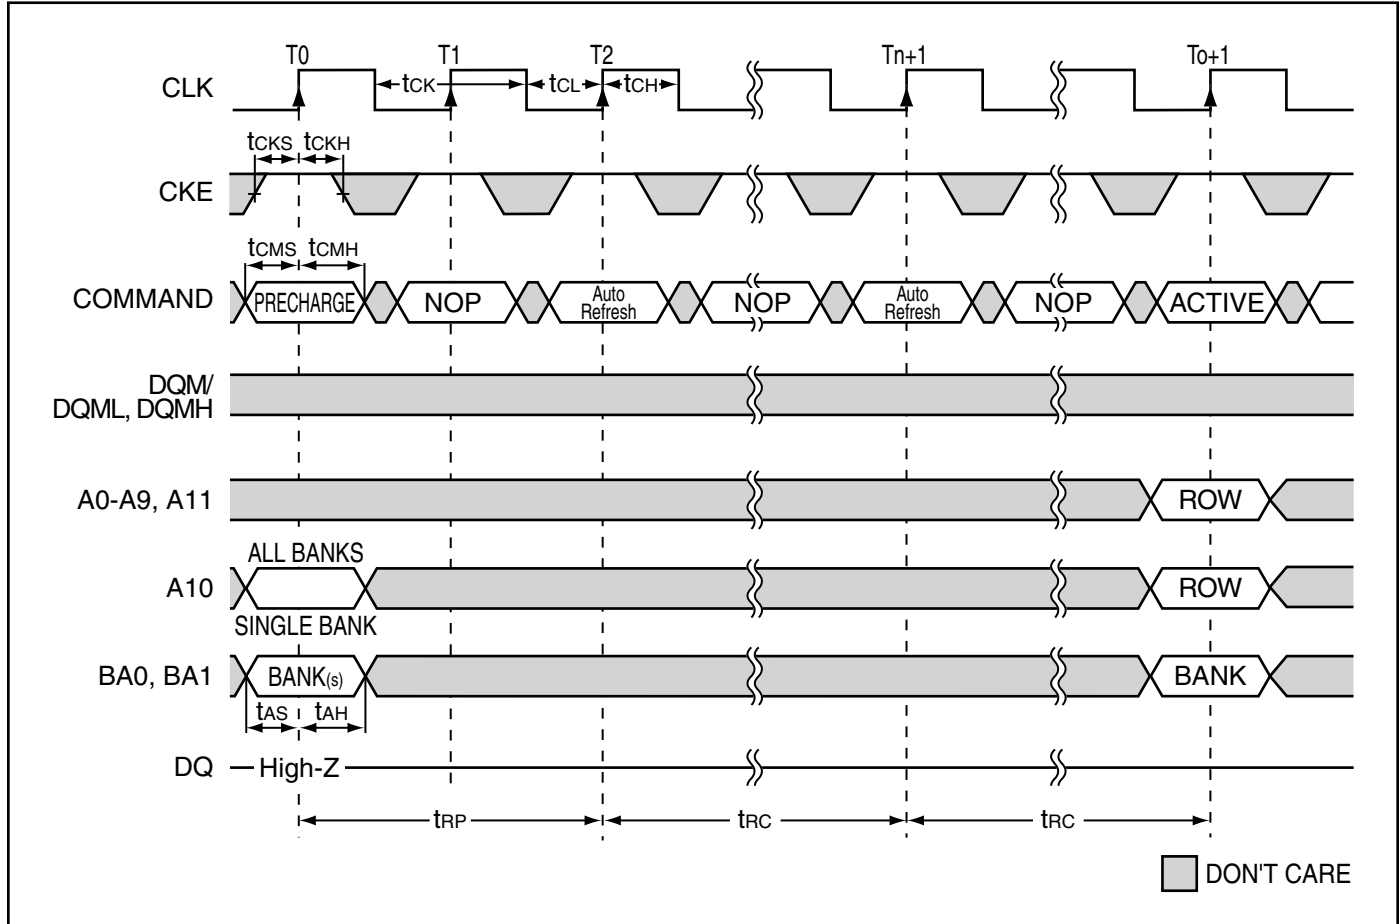 T0 T1 T2 Tn+1 To+1
CLK tCK tCL tCH
tCKS tCKH
CKE
tCMS tCMH
COMMAND PRECHARGE NOP Auto Refresh NOP Auto Refresh NOP ACTIVE
DQM/
DQML, DQMH
A0-A9, A11 ROW
ALL BANKS
A10 ROW
SINGLE BANK
BA0, BA1 BANK(s) BANK
tAS tAH
DQ High-Z
tRP tRC tRC
DON'T CARE